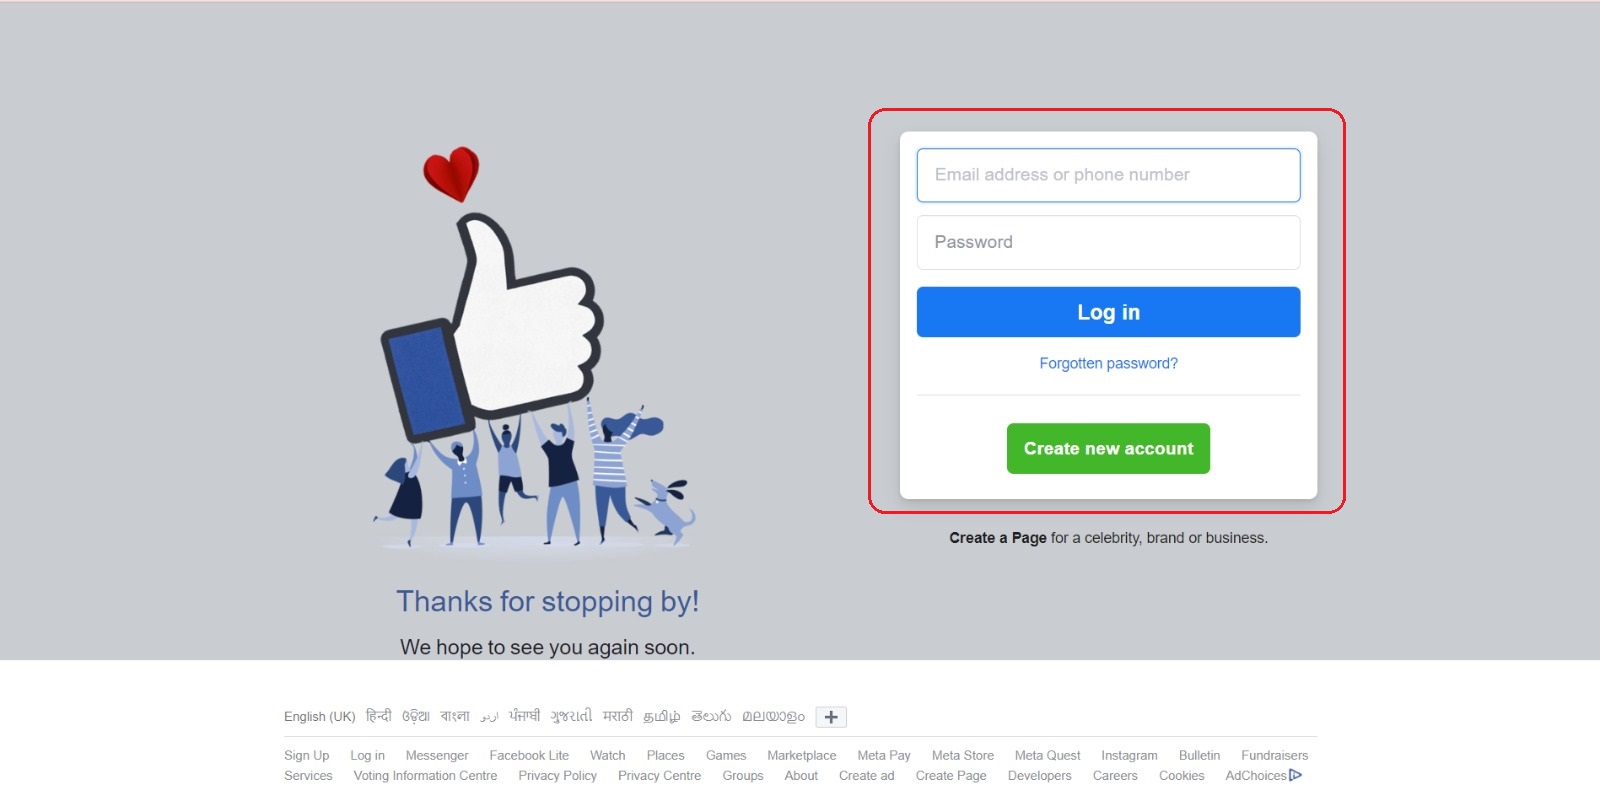 Email address or phone number
Password
Log in
Forgotten password?
Create new account
Create a Page for a celebrity, brand or business.
Thanks for stopping by!
We hope to see you again soon.
English (UK) हिन्दी ଓଡ଼ିଆ বাংলা اردو ਪੰਜਾਬੀ ગુજરાતી मराठी தமிழ் తెలుగు മലയാളം
Sign Up Log in Messenger Facebook Lite Watch Places Games Marketplace Meta Pay Meta Store Meta Quest Instagram Bulletin Fundraisers
Services Voting Information Centre Privacy Policy Privacy Centre Groups About Create ad Create Page Developers Careers Cookies AdChoices